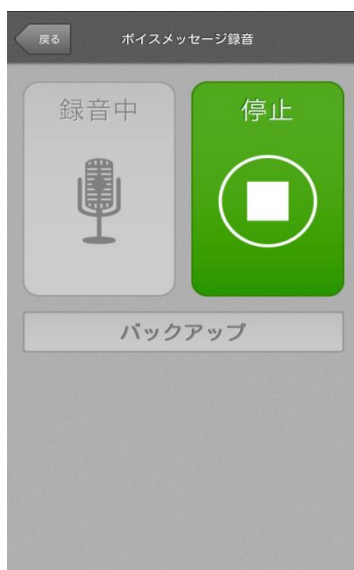 戻る
ボイスメッセージ録音
録音中
停止
バックアップ